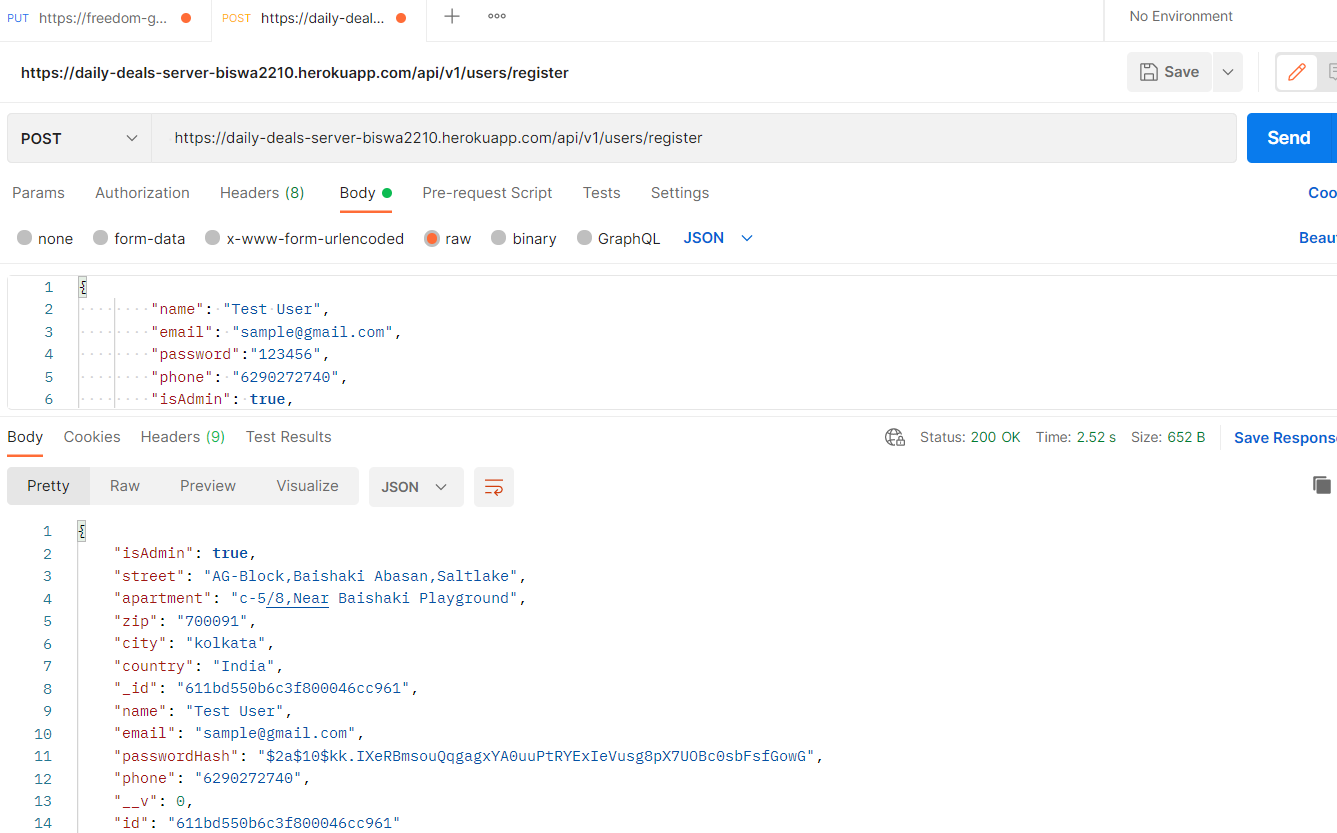 PUT https://freedom-g...
POST https://daily-deal...
No Environment
https://daily-deals-server-biswa2210.herokuapp.com/api/v1/users/register
Save
POST https://daily-deals-server-biswa2210.herokuapp.com/api/v1/users/register Send
Params Authorization Headers (8) Body Pre-request Script Tests Settings Coo
none form-data x-www-form-urlencoded raw binary GraphQL JSON Beau
1 {
2 "name": "Test User",
3 "email": "sample@gmail.com",
4 "password":"123456",
5 "phone": "6290272740",
6 "isAdmin": true,
Body Cookies Headers (9) Test Results Status: 200 OK Time: 2.52 s Size: 652 B Save Respons
Pretty Raw Preview Visualize JSON
1 {
2 "isAdmin": true,
3 "street": "AG-Block,Baishaki Abasan,Saltlake",
4 "apartment": "c-5/8,Near Baishaki Playground",
5 "zip": "700091",
6 "city": "kolkata",
7 "country": "India",
8 "_id": "611bd550b6c3f800046cc961",
9 "name": "Test User",
10 "email": "sample@gmail.com",
11 "passwordHash": "$2a$10$kk.IXeRBmsouQqgagxYA0uuPtRYExIeVusg8pX7UOBc0sbFsfGowG",
12 "phone": "6290272740",
13 "__v": 0,
14 "id": "611bd550b6c3f800046cc961"